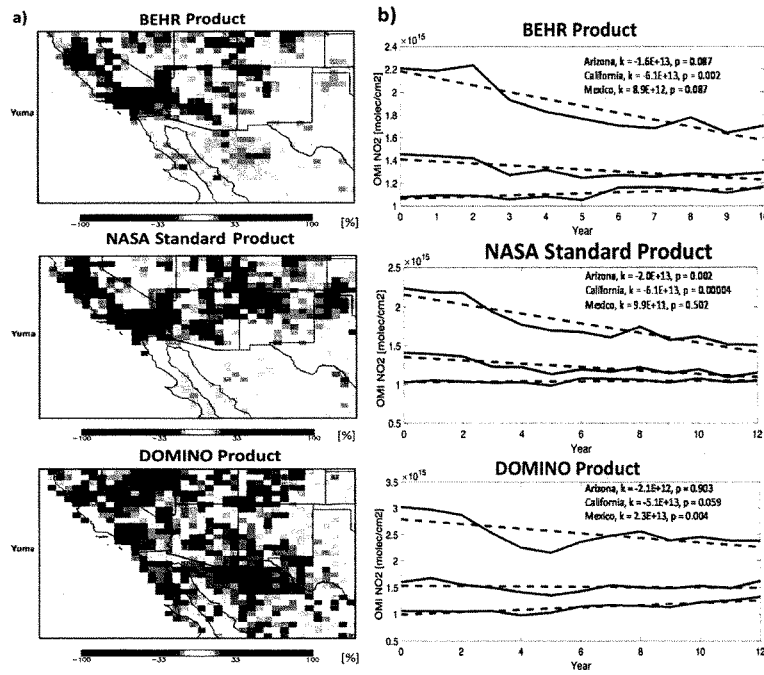 a)
BEHR Product
Yuma
-100 -33 33 100 [%]
NASA Standard Product
Yuma
-100 -33 33 100 [%]
DOMINO Product
Yuma
-100 -33 33 100 [%]
b)
BEHR Product
×10^15
Arizona, k = -1.6E+13, p = 0.087
California, k = -6.1E+13, p = 0.002
Mexico, k = 8.9E+12, p = 0.087
OMI NO2 [molec/cm2]
2.4
2.2
2
1.8
1.6
1.4
1.2
1
0 1 2 3 4 5 6 7 8 9 10
Year
NASA Standard Product
×10^15
Arizona, k = -2.0E+13, p = 0.002
California, k = -6.1E+13, p = 0.00004
Mexico, k = 9.9E+11, p = 0.502
OMI NO2 [molec/cm2]
2.5
2
1.5
1
0.5
0 2 4 6 8 10 12
Year
DOMINO Product
×10^15
Arizona, k = -2.1E+12, p = 0.903
California, k = -5.1E+13, p = 0.059
Mexico, k = 2.3E+13, p = 0.004
OMI NO2 [molec/cm2]
3.5
3
2.5
2
1.5
1
0.5
0 2 4 6 8 10 12
Year